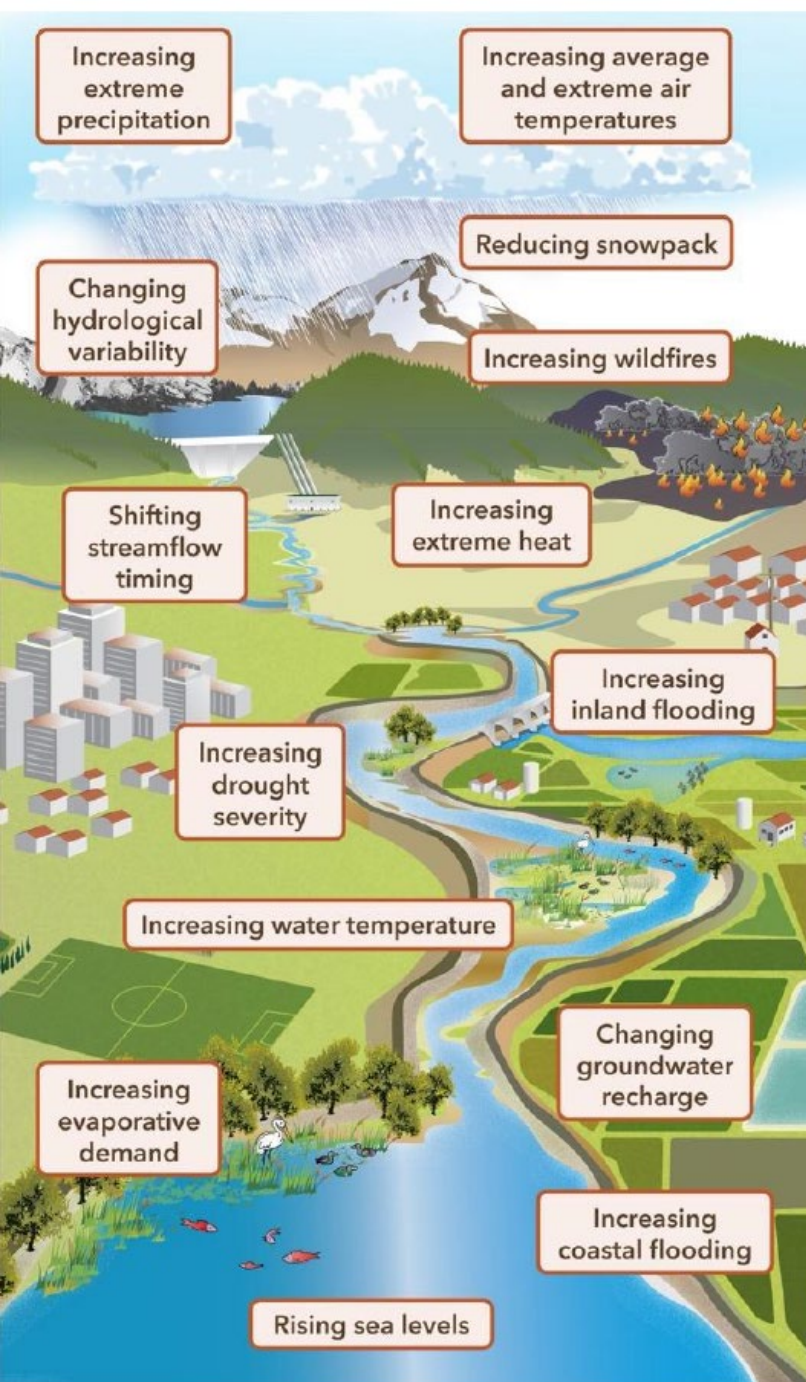 Increasing
extreme
precipitation
Increasing average
and extreme air
temperatures
Reducing snowpack
Changing
hydrological
variability
Increasing wildfires
Shifting
streamflow
timing
Increasing
extreme heat
Increasing
inland flooding
Increasing
drought
severity
Increasing water temperature
Changing
groundwater
recharge
Increasing
evaporative
demand
Increasing
coastal flooding
Rising sea levels